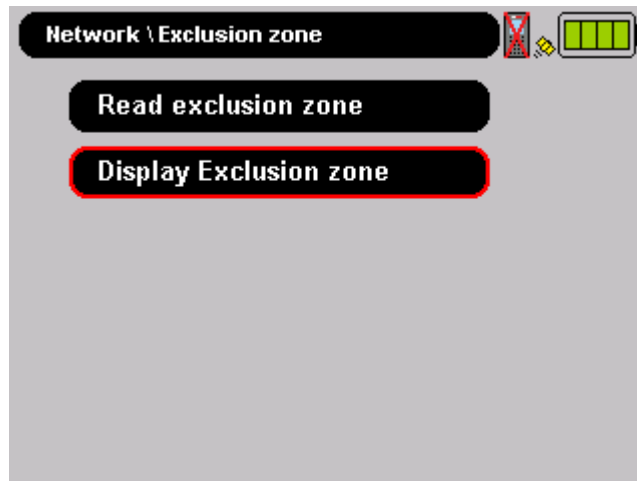 Network \ Exclusion zone
Read exclusion zone
Display Exclusion zone